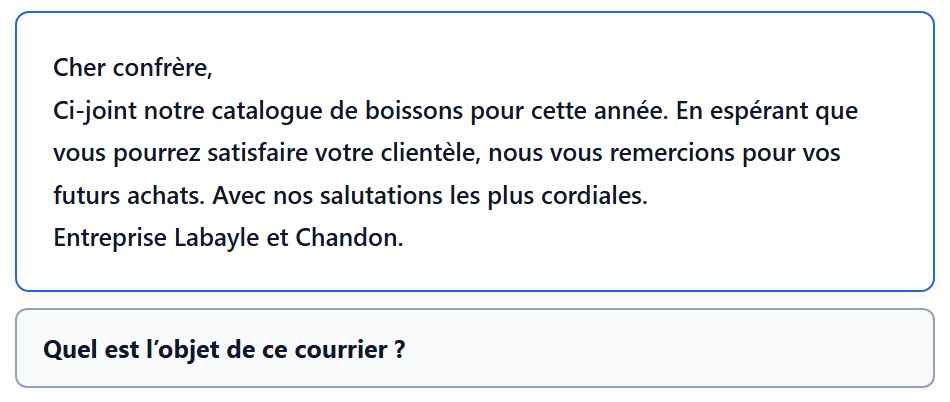 Cher confrère,
Ci-joint notre catalogue de boissons pour cette année. En espérant que
vous pourrez satisfaire votre clientèle, nous vous remercions pour vos
futurs achats. Avec nos salutations les plus cordiales.
Entreprise Labayle et Chandon.
Quel est l’objet de ce courrier ?